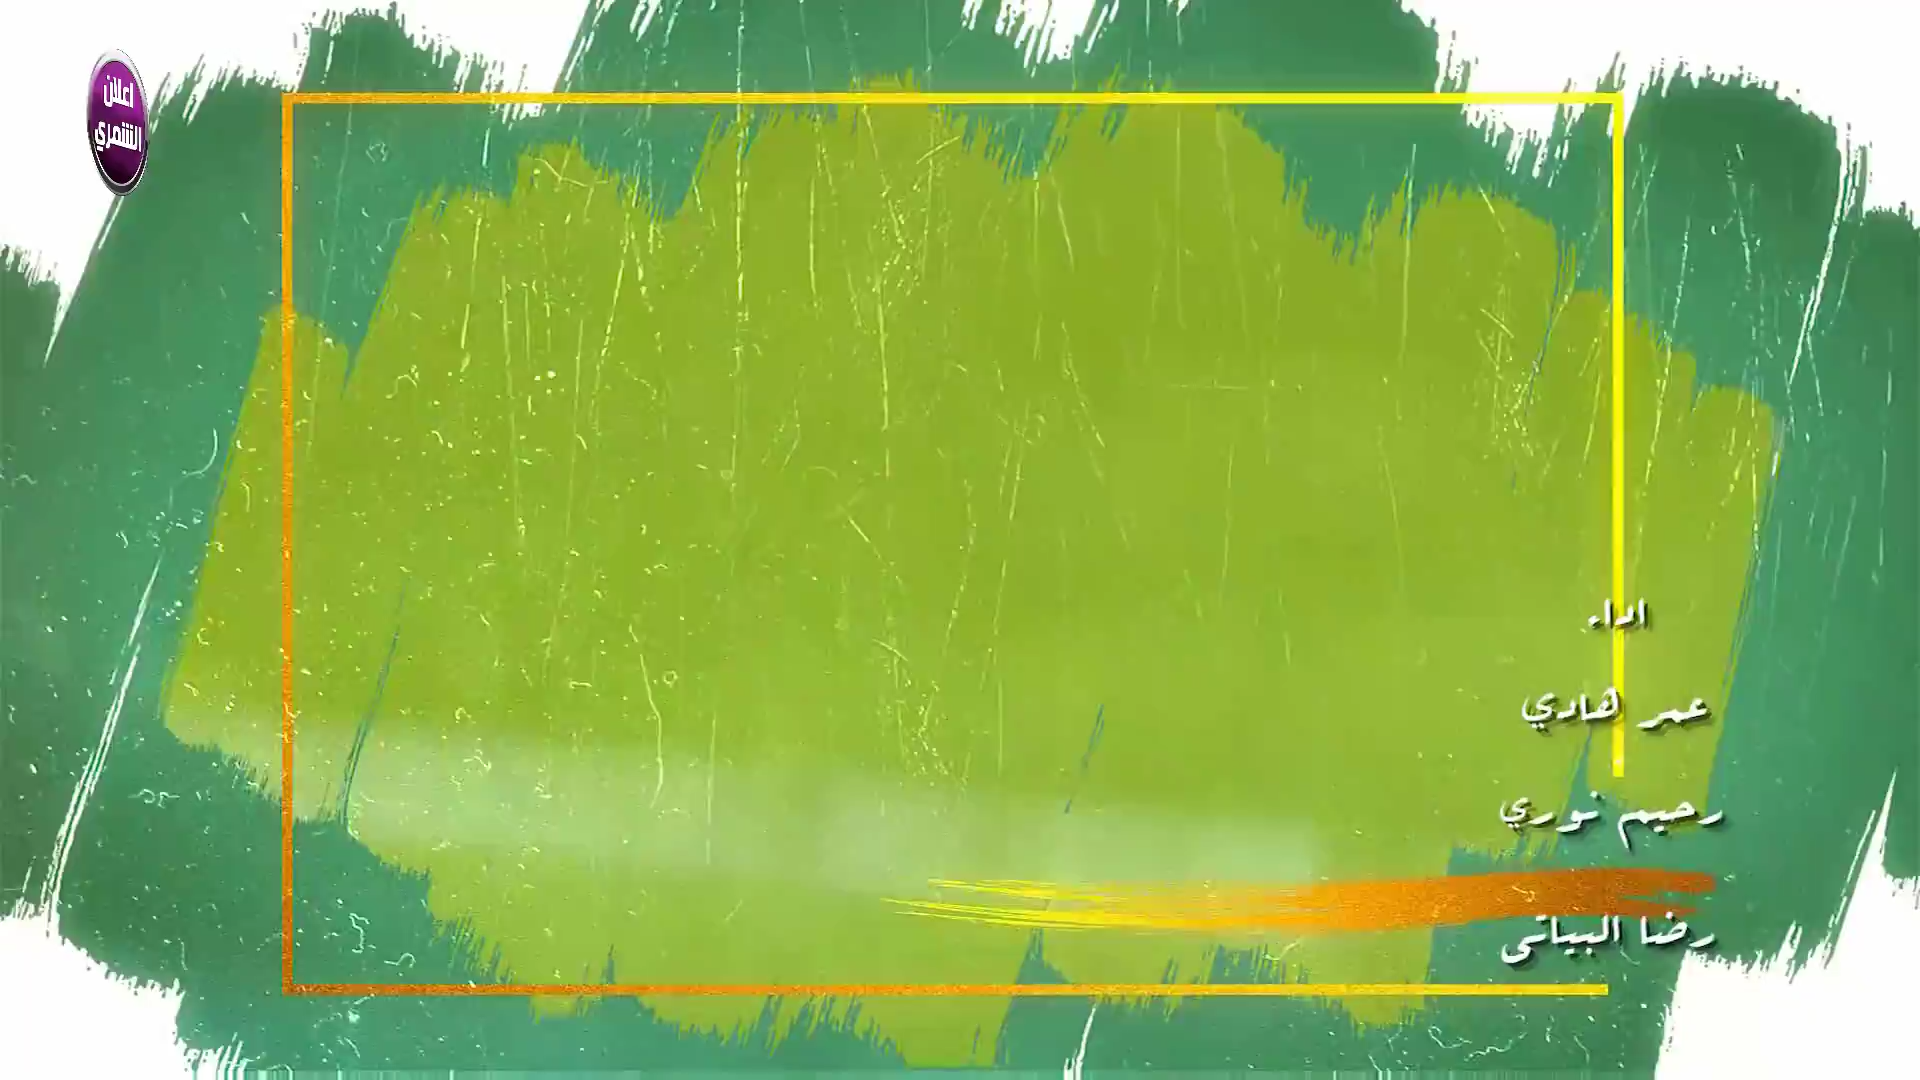 اعلان
الشمري
اداء
عمر هادي
رحيم نوري
رضا البياتي